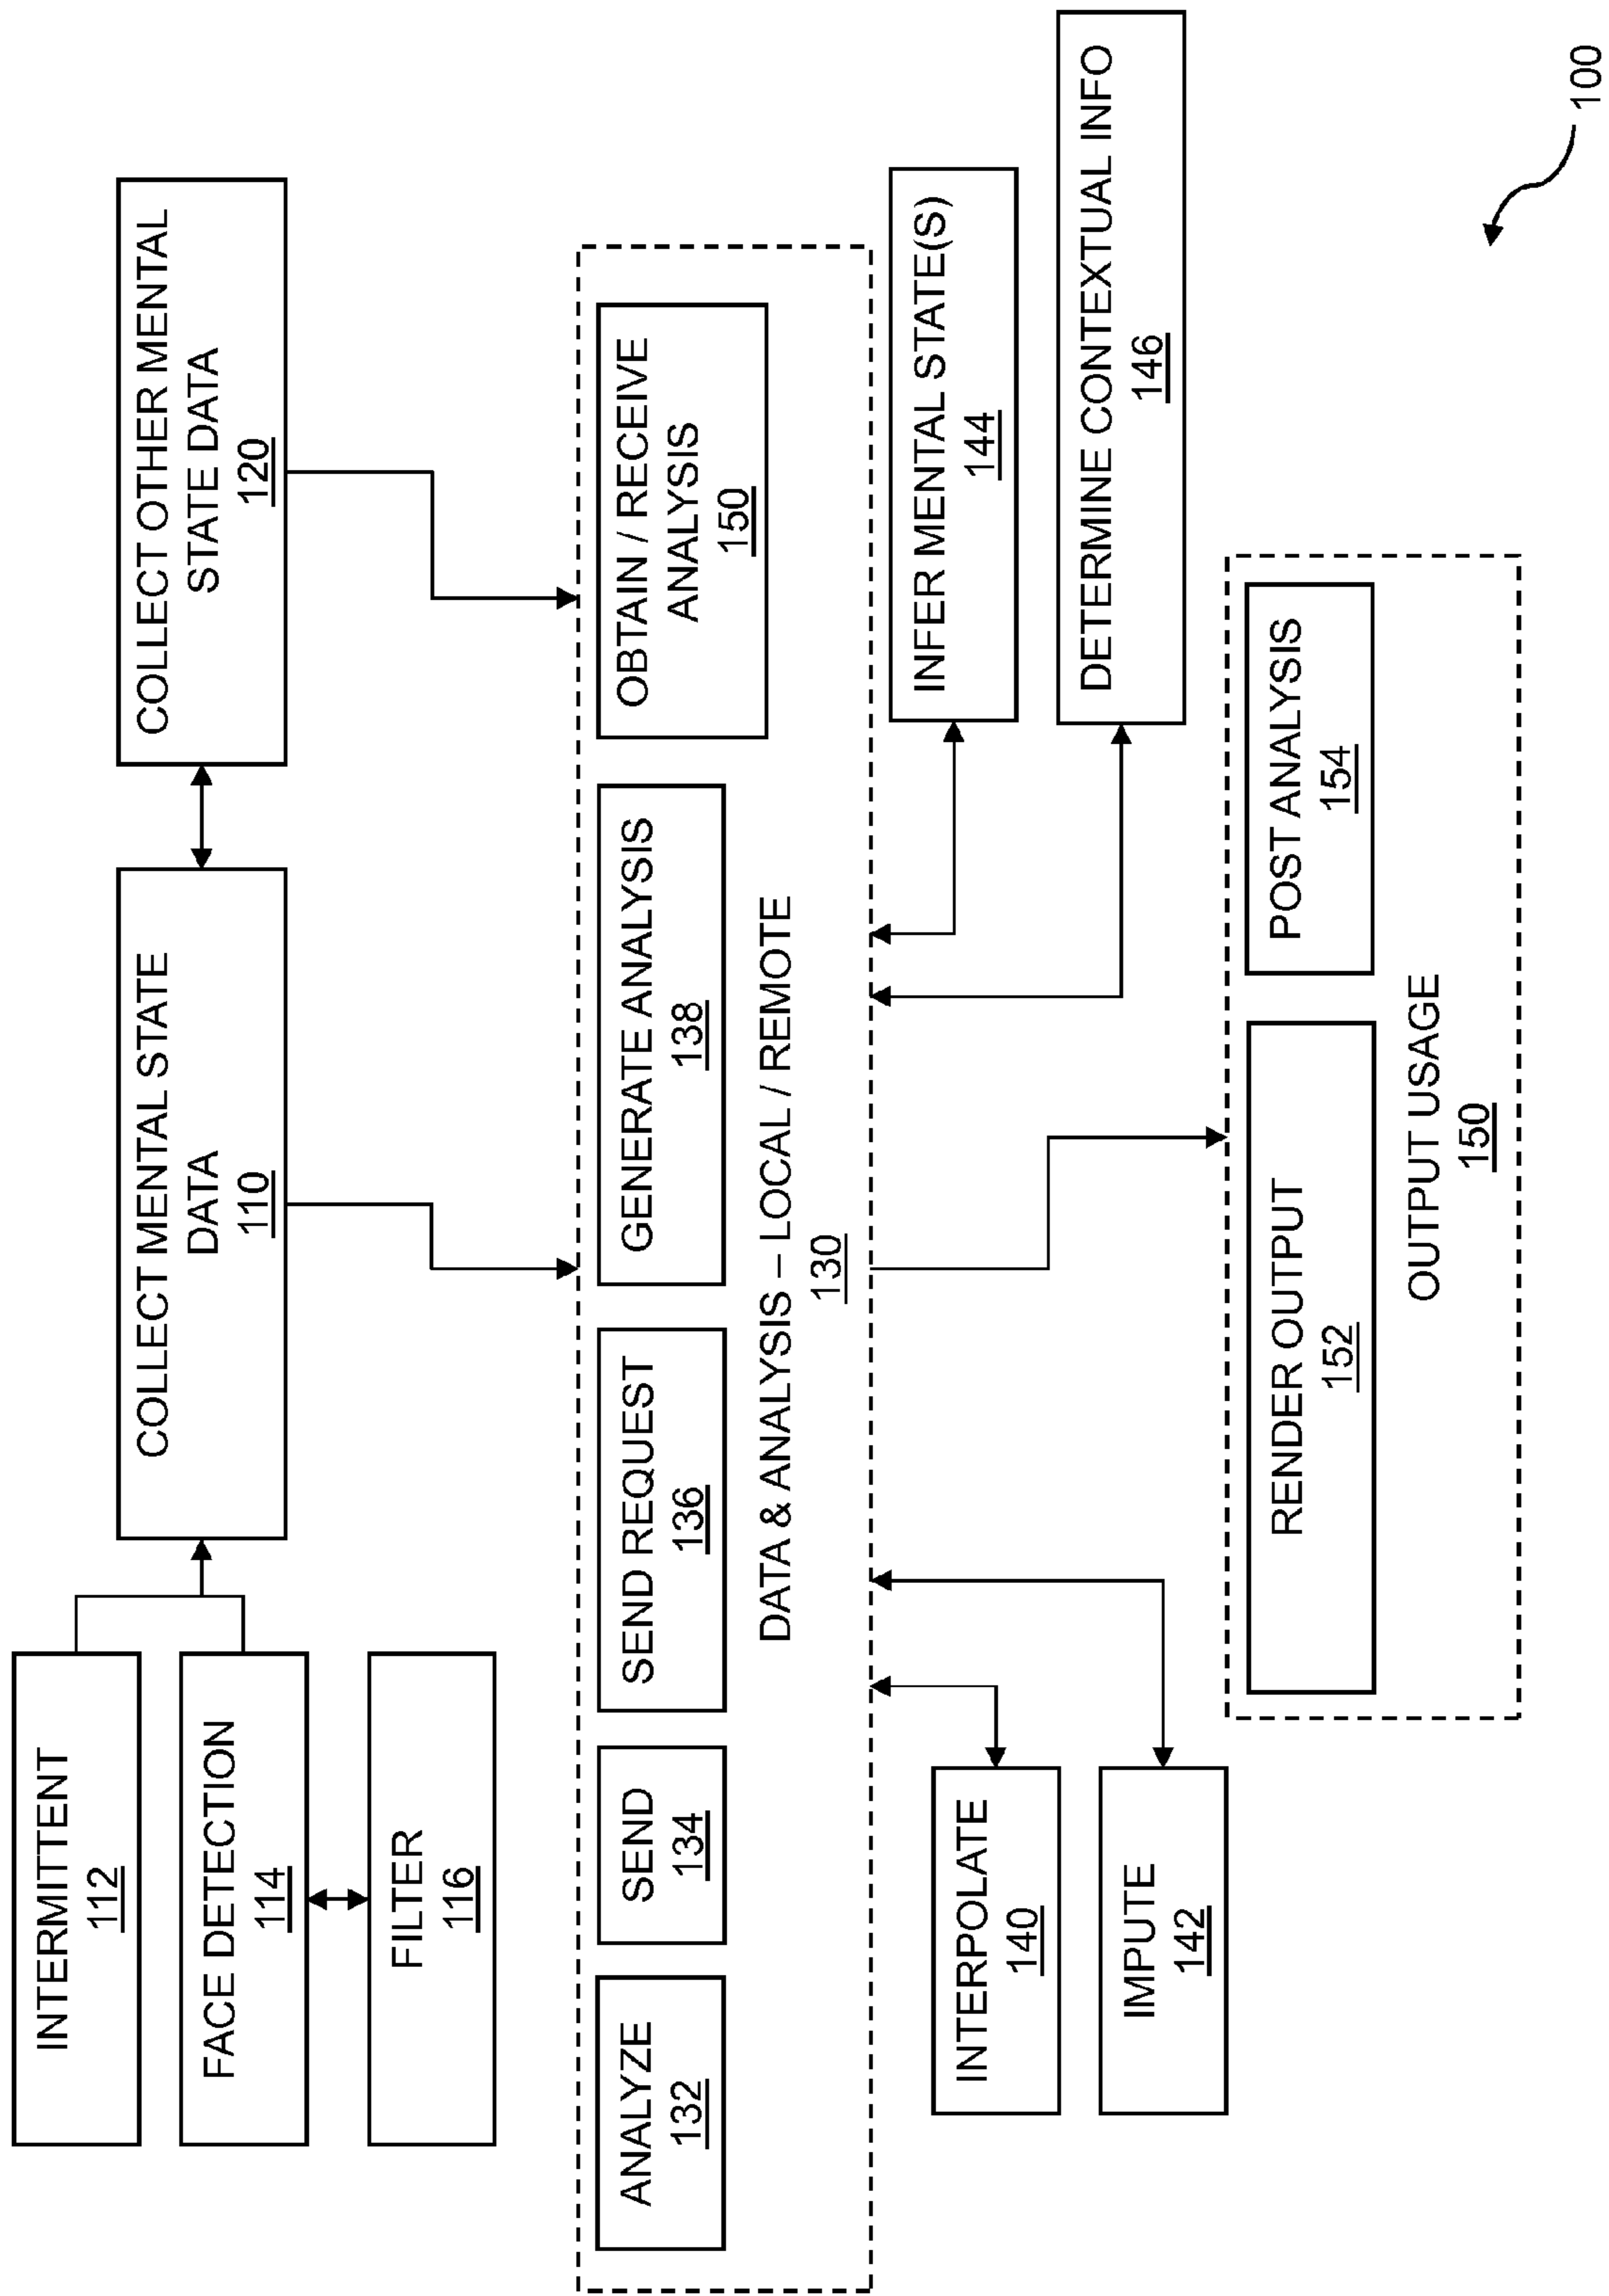 INTERMITTENT
112
FACE DETECTION
114
FILTER
116
COLLECT MENTAL STATE
DATA
110
COLLECT OTHER MENTAL
STATE DATA
120
ANALYZE
132
SEND
134
SEND REQUEST
136
GENERATE ANALYSIS
138
OBTAIN / RECEIVE
ANALYSIS
150
DATA & ANALYSIS – LOCAL / REMOTE
130
INTERPOLATE
140
IMPUTE
142
INFER MENTAL STATE(S)
144
DETERMINE CONTEXTUAL INFO
146
RENDER OUTPUT
152
POST ANALYSIS
154
OUTPUT USAGE
150
100